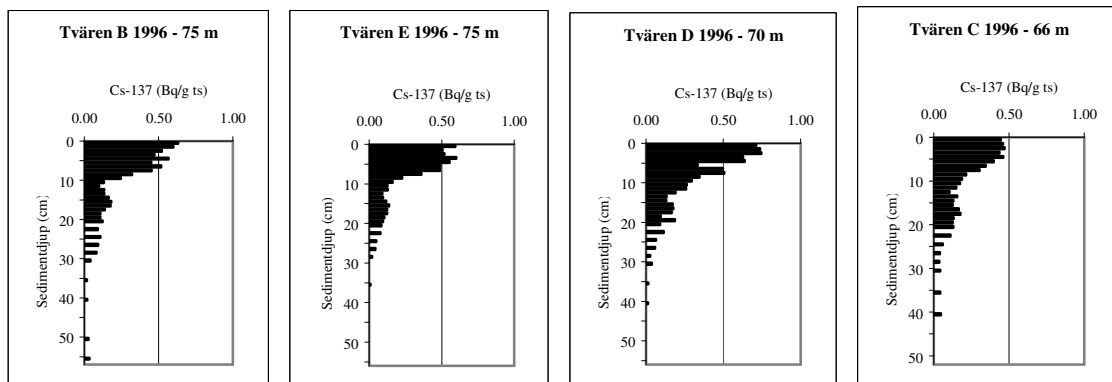 Tvären B 1996 - 75 m
Cs-137 (Bq/g ts)
0.00 0.50 1.00
0
10
20
30
40
50
Sedimentdjup (cm)
Tvären E 1996 - 75 m
Cs-137 (Bq/g ts)
0.00 0.50 1.00
0
10
20
30
40
50
Sedimentdjup (cm)
Tvären D 1996 - 70 m
Cs-137 (Bq/g ts)
0.00 0.50 1.00
0
10
20
30
40
50
Sedimentdjup (cm)
Tvären C 1996 - 66 m
Cs-137 (Bq/g ts)
0.00 0.50 1.00
0
10
20
30
40
50
Sedimentdjup (cm)